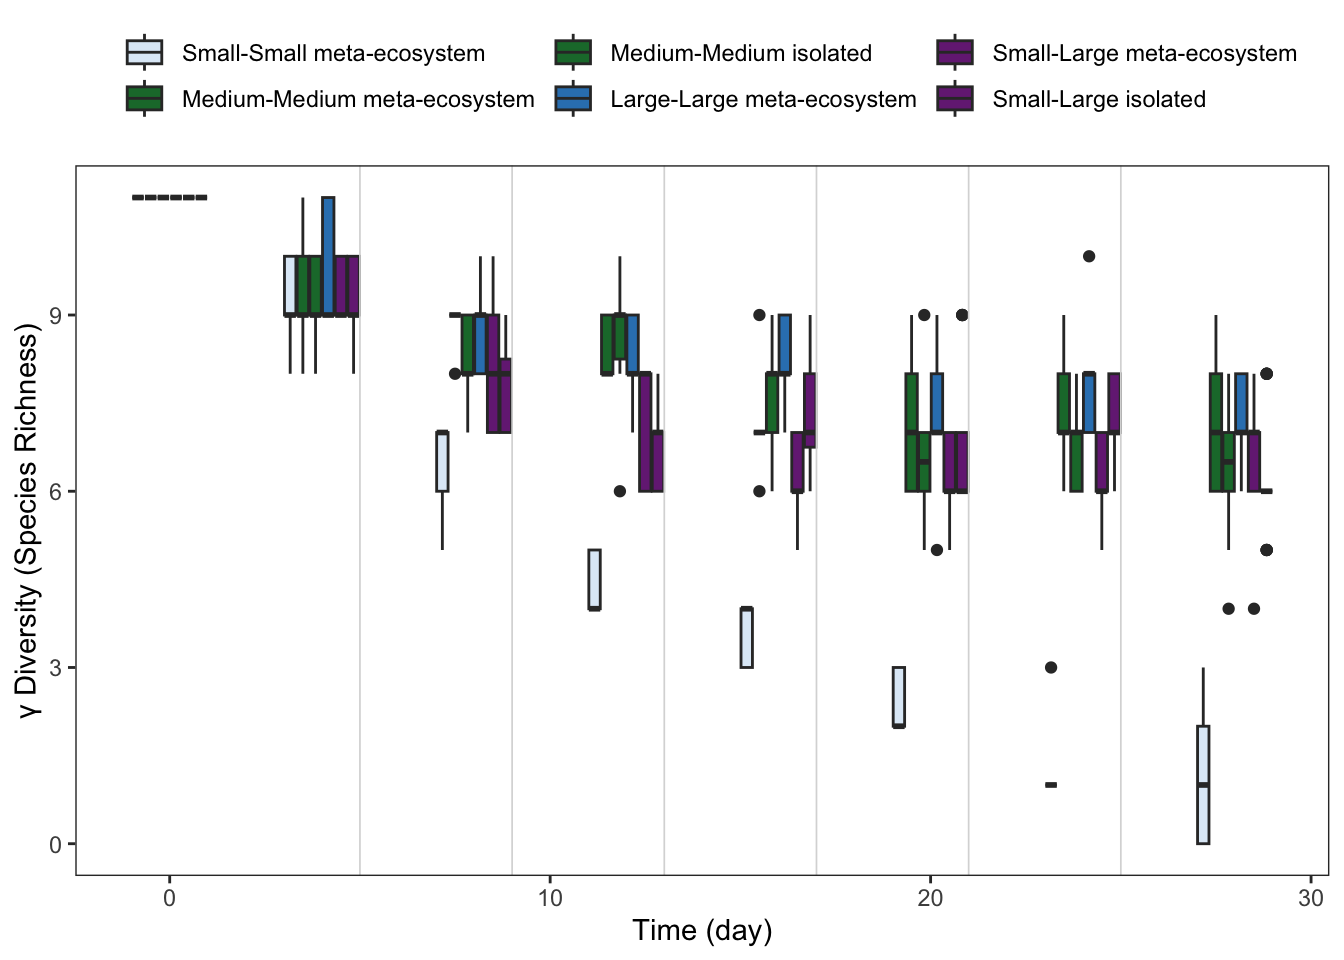 Small-Small meta-ecosystem Medium-Medium isolated Small-Large meta-ecosystem
Medium-Medium meta-ecosystem Large-Large meta-ecosystem Small-Large isolated
γ Diversity (Species Richness)
9
6
3
0
0 10 20 30
Time (day)